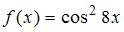 f(x) = cos² 8x